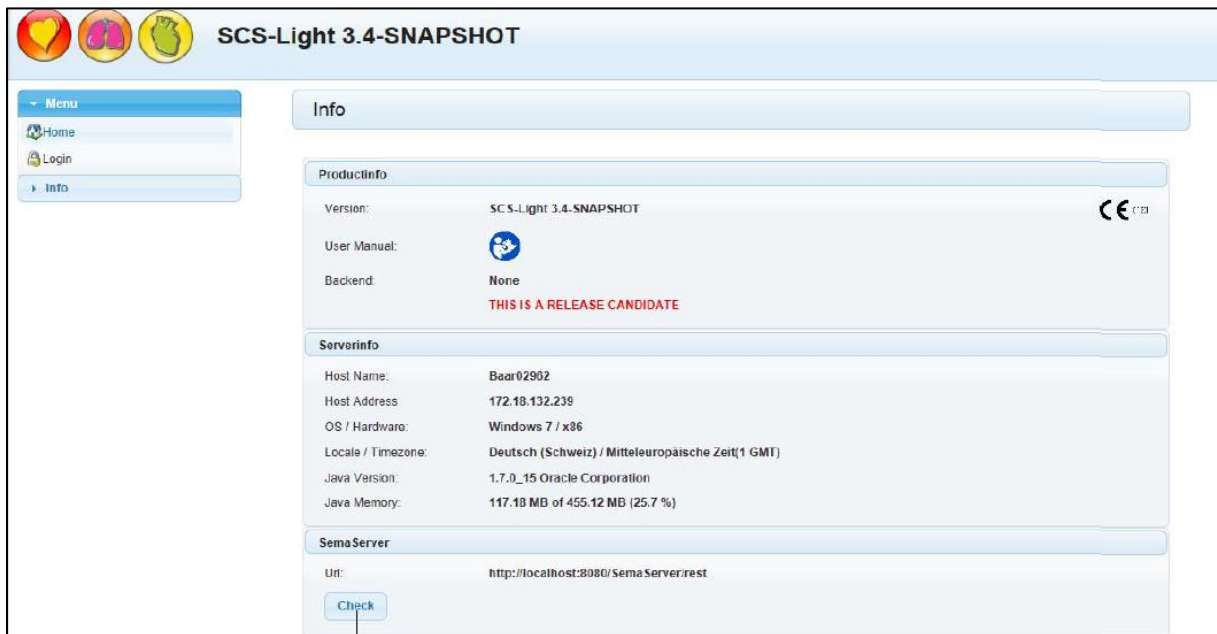 SCS-Light 3.4-SNAPSHOT
Menu
Home
Login
Info
Info
Productinfo
Version: SCS-Light 3.4-SNAPSHOT
CE
User Manual:
Backend: None
THIS IS A RELEASE CANDIDATE
Serverinfo
Host Name: Baar02962
Host Address 172.18.132.239
OS / Hardware: Windows 7 / x86
Locale / Timezone: Deutsch (Schweiz) / Mitteleuropäische Zeit(1 GMT)
Java Version: 1.7.0_15 Oracle Corporation
Java Memory: 117.18 MB of 455.12 MB (25.7 %)
SemaServer
Url: http://localhost:8080/SemaServer/rest
Check